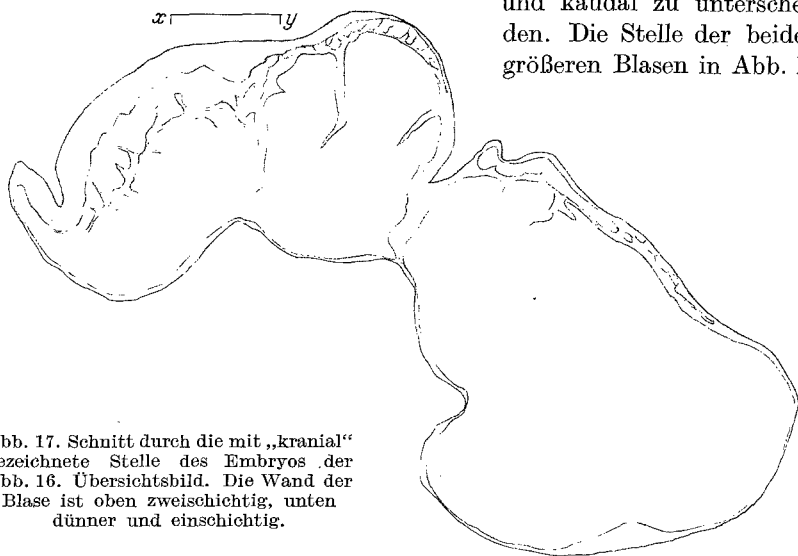 x y
und kaudal zu unterschei
den. Die Stelle der beide
größeren Blasen in Abb.
bb. 17. Schnitt durch die mit „kranial“
ezeichnete Stelle des Embryos der
bb. 16. Übersichtsbild. Die Wand der
Blase ist oben zweischichtig, unten
dünner und einschichtig.